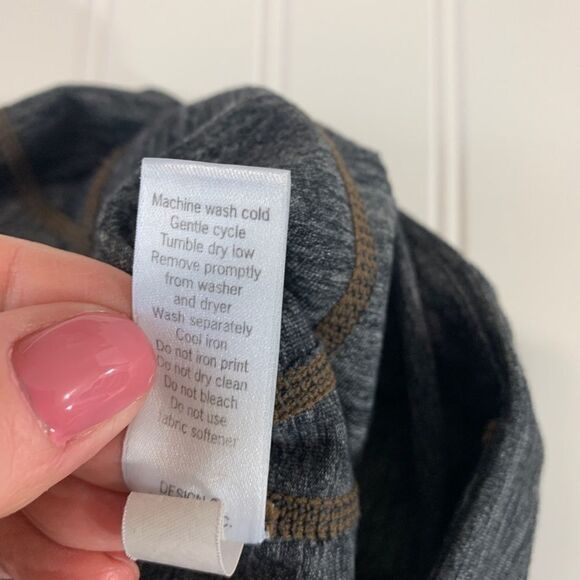 Machine wash cold
Gentle cycle
Tumble dry low
Remove promptly
from washer
and dryer
Wash separately
Cool iron
Do not iron print
Do not dry clean
Do not bleach
Do not use
fabric softener
DESIGN
C.